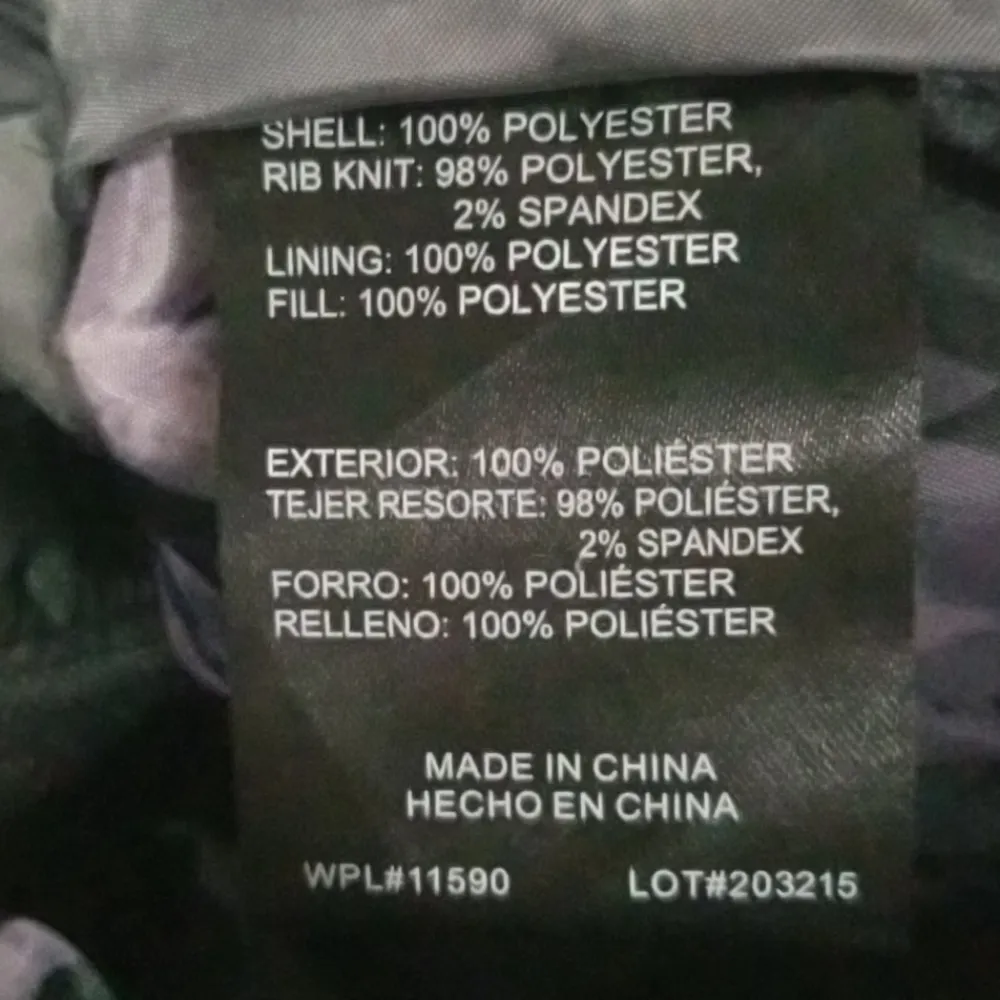 SHELL: 100% POLYESTER
RIB KNIT: 98% POLYESTER,
2% SPANDEX
LINING: 100% POLYESTER
FILL: 100% POLYESTER
EXTERIOR: 100% POLIÉSTER
TEJER RESORTE: 98% POLIÉSTER,
2% SPANDEX
FORRO: 100% POLIÉSTER
RELLENO: 100% POLIÉSTER
MADE IN CHINA
HECHO EN CHINA
WPL#11590 LOT#203215